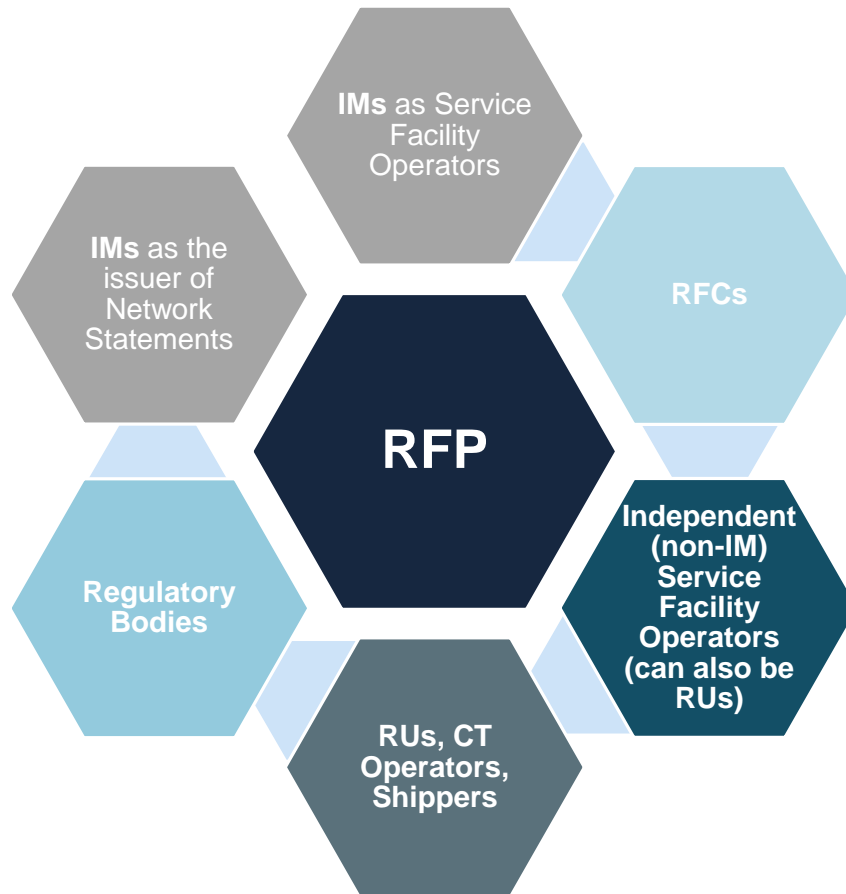 IMs as Service
Facility
Operators
IMs as the
issuer of
Network
Statements
RFCs
RFP
Independent
(non-IM)
Service
Facility
Operators
(can also be
RUs)
Regulatory
Bodies
RUs, CT
Operators,
Shippers